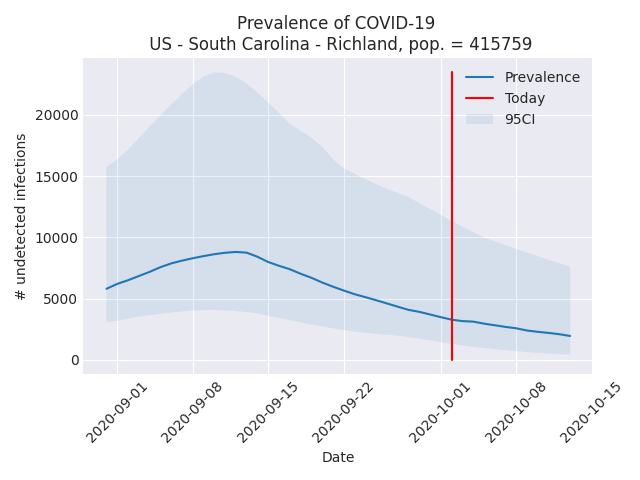 Prevalence of COVID-19
US - South Carolina - Richland, pop. = 415759
Prevalence
Today
95CI
# undetected infections
20000
15000
10000
5000
0
2020-09-01
2020-09-08
2020-09-15
2020-09-22
2020-10-01
2020-10-08
2020-10-15
Date